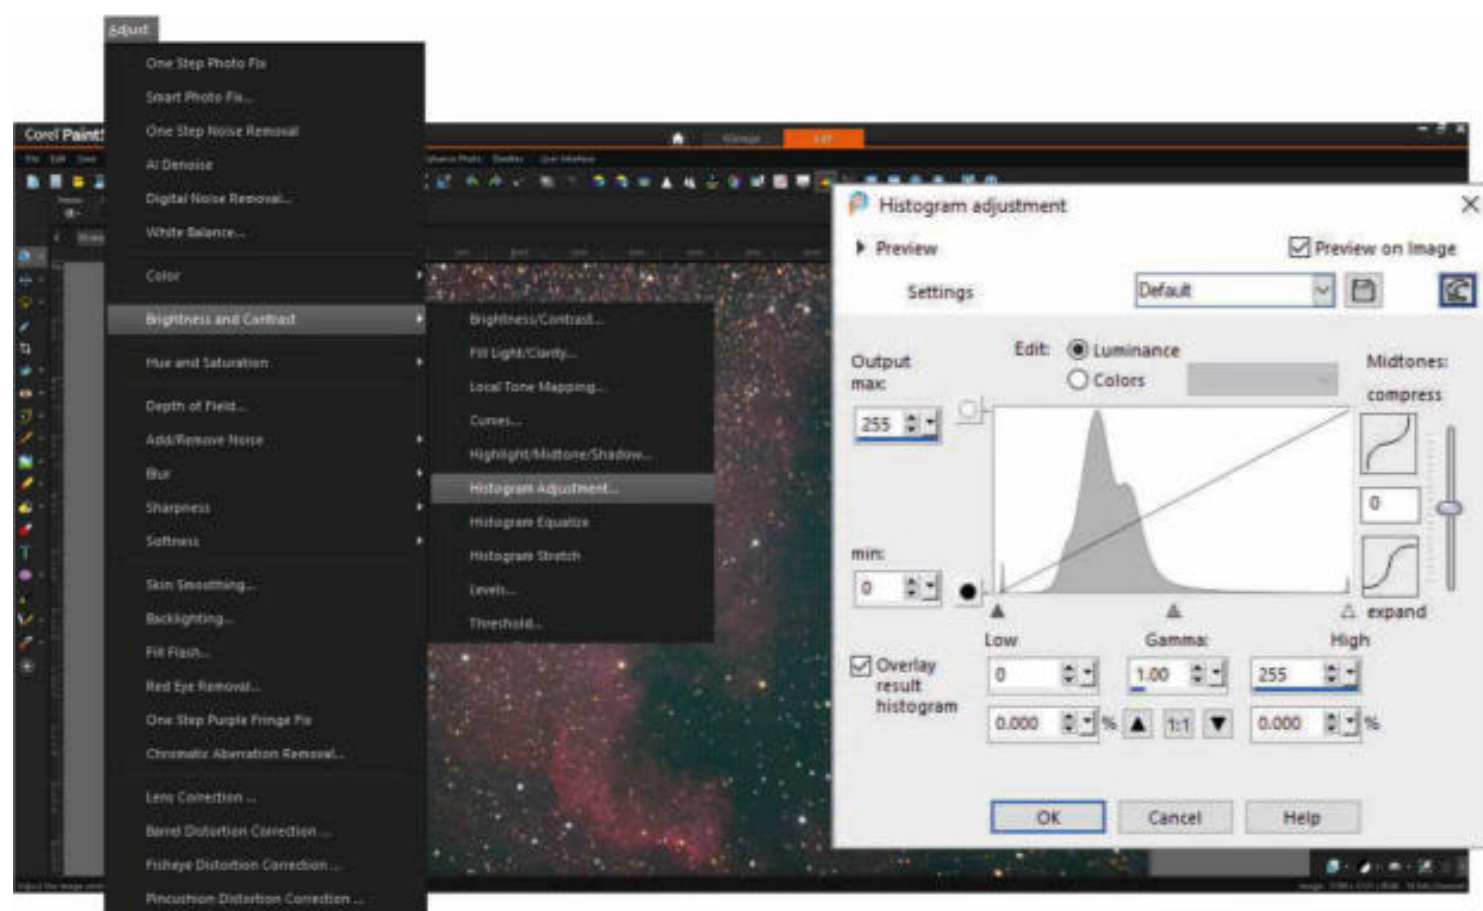 Adjust
One Step Photo Fix
Smart Photo Fix...
One Step Noise Removal
AI Denoise
Digital Noise Removal...
White Balance...
Color
Brightness and Contrast
Hue and Saturation
Depth of Field...
Add/Remove Noise
Blur
Sharpness
Softness
Skin Smoothing...
Backlighting...
Fill Flash...
Red Eye Removal...
One Step Purple Fringe Fix
Chromatic Aberration Removal...
Lens Correction ...
Barrel Distortion Correction ...
Fisheye Distortion Correction ...
Pincushion Distortion Correction ...
Corel Paint
Manage
Edit
File Edit View
User Interface
Brightness/Contrast...
Fill Light/Clarity...
Local Tone Mapping...
Curves...
Highlight/Midtone/Shadow...
Histogram Adjustment...
Histogram Equalize
Histogram Stretch
Levels...
Threshold...
Histogram adjustment
Preview
Preview on Image
Settings
Default
Edit: Luminance
Colors
Output
max:
255
min:
0
Midtones:
compress
0
expand
Low
Gamma:
High
Overlay
result
histogram
0
1.00
255
0.000 %
1:1
0.000 %
OK
Cancel
Help